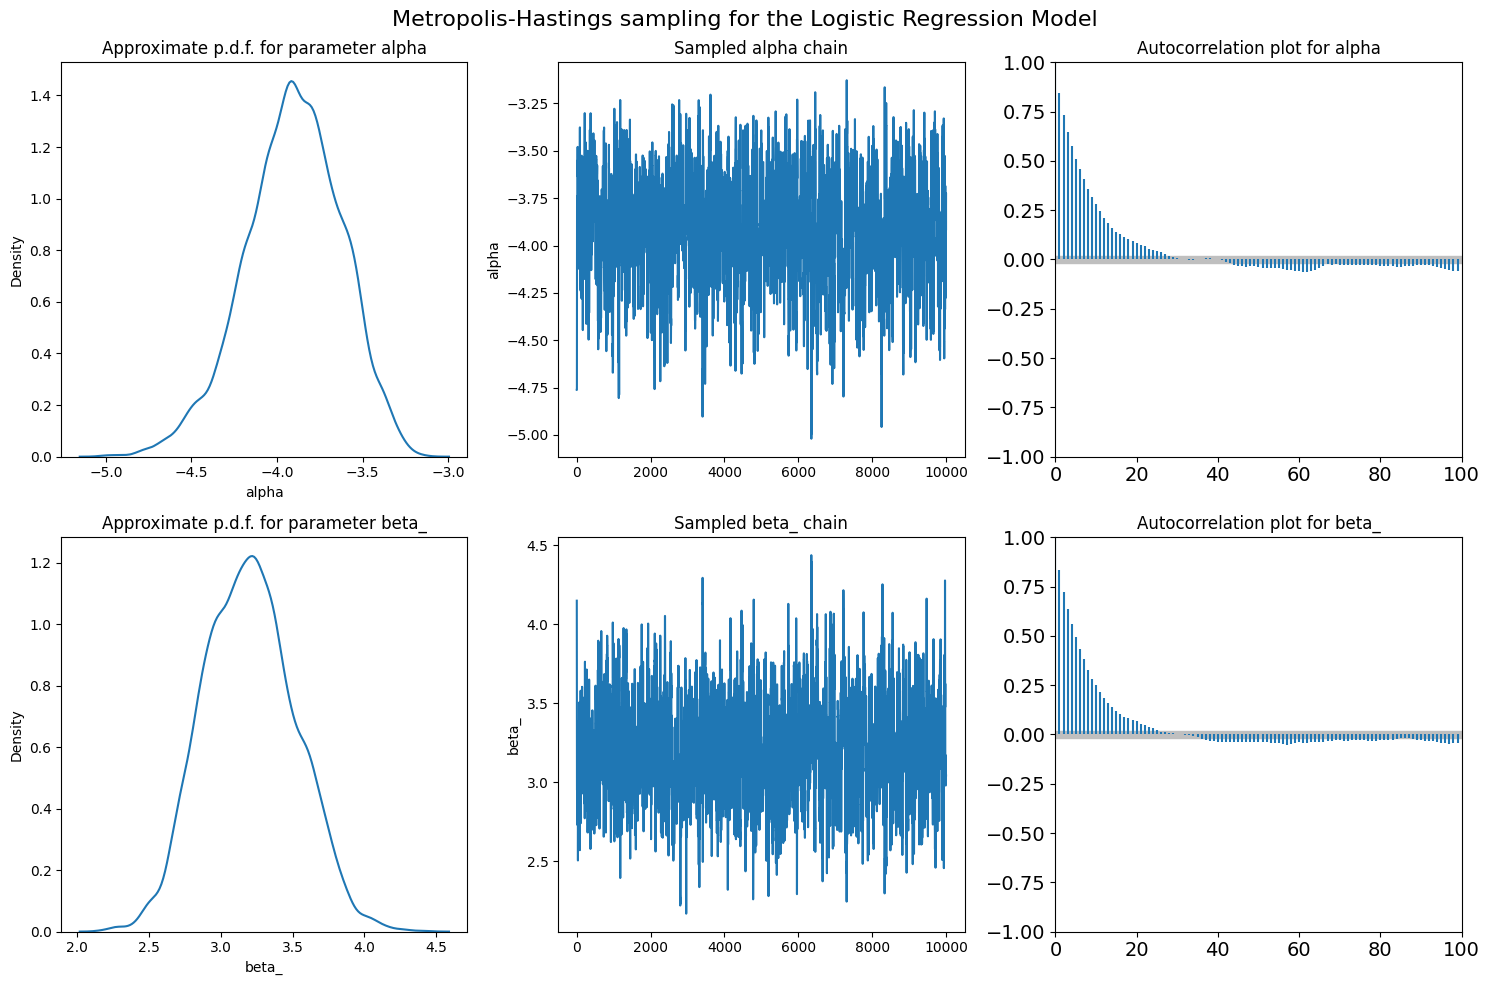 Metropolis-Hastings sampling for the Logistic Regression Model
Approximate p.d.f. for parameter alpha
Density
1.4
1.2
1.0
0.8
0.6
0.4
0.2
0.0
−5.0 −4.5 −4.0 −3.5 −3.0
alpha
Sampled alpha chain
alpha
−3.25
−3.50
−3.75
−4.00
−4.25
−4.50
−4.75
−5.00
0 2000 4000 6000 8000 10000
Autocorrelation plot for alpha
1.00
0.75
0.50
0.25
0.00
−0.25
−0.50
−0.75
−1.00
0 20 40 60 80 100
Approximate p.d.f. for parameter beta_
Density
1.2
1.0
0.8
0.6
0.4
0.2
0.0
2.0 2.5 3.0 3.5 4.0 4.5
beta_
Sampled beta_ chain
beta_
4.5
4.0
3.5
3.0
2.5
0 2000 4000 6000 8000 10000
Autocorrelation plot for beta_
1.00
0.75
0.50
0.25
0.00
−0.25
−0.50
−0.75
−1.00
0 20 40 60 80 100